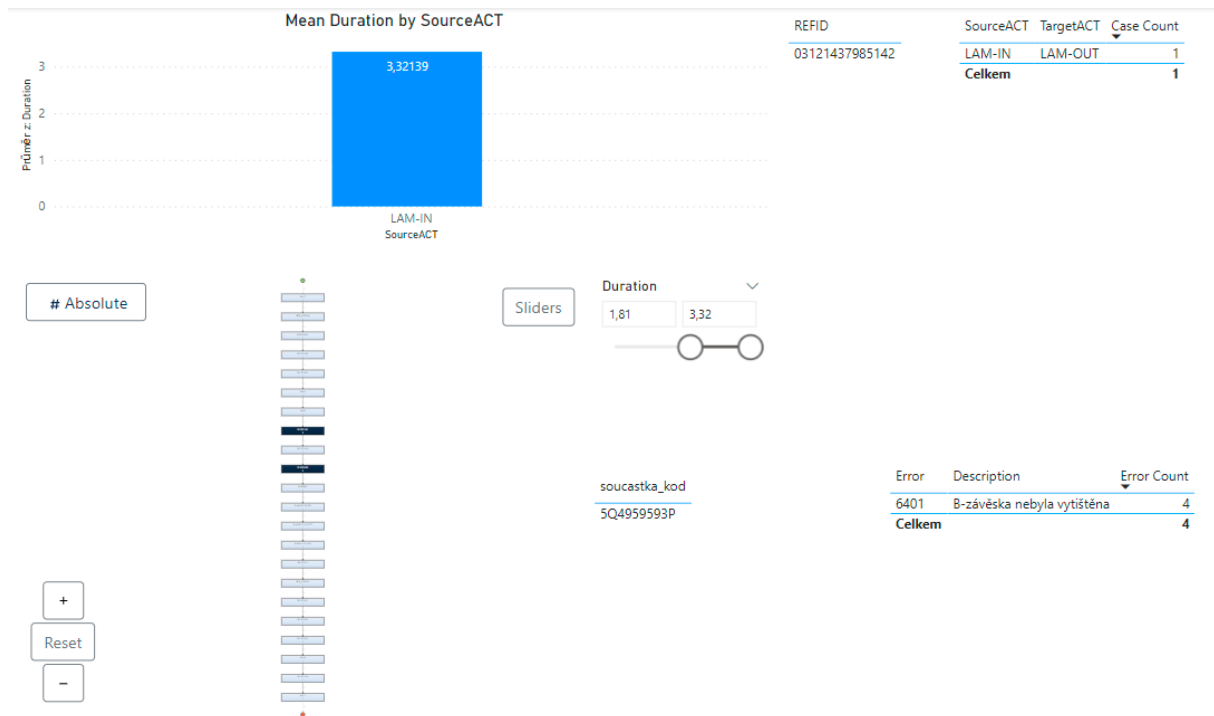 Mean Duration by SourceACT
Průměr z: Duration
3
2
1
0
3,32139
LAM-IN
SourceACT
REFID
03121437985142
SourceACT TargetACT Case Count
LAM-IN LAM-OUT 1
Celkem 1
# Absolute
Sliders
Duration
1,81 3,32
soucastka_kod
5Q4959593P
Error Description Error Count
6401 B-závěska nebyla vytištěna 4
Celkem 4
+
Reset
−